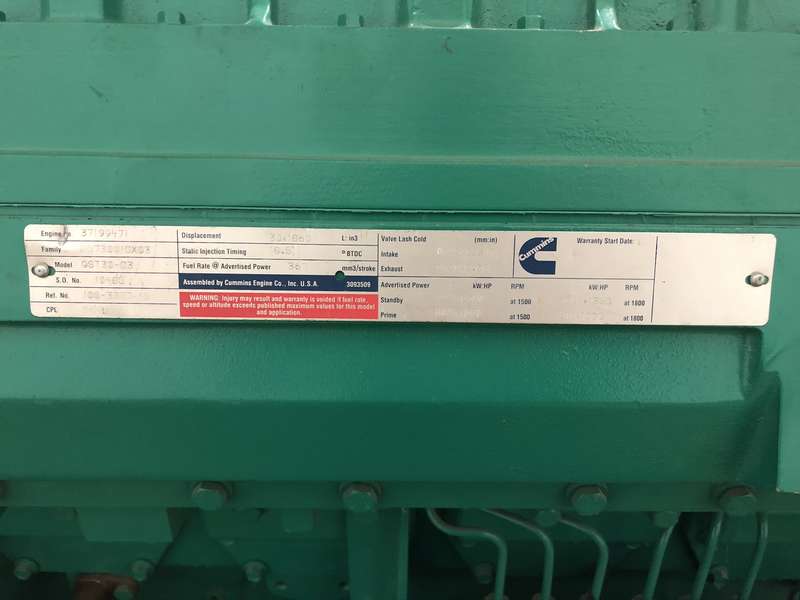 Engine No. 37199471
Family
Model QST30-G3
S.O. No.
Ref. No.
CPL
Displacement L: in3
Static Injection Timing °BTDC
Fuel Rate @ Advertised Power 36 mm3/stroke
Assembled by Cummins Engine Co., Inc. U.S.A. 3093509
WARNING: Injury may result and warranty is voided if fuel rate,
speed or altitude exceeds published maximum values for this model
and application.
Valve Lash Cold (mm:in)
Intake
Exhaust
Advertised Power kW:HP RPM kW:HP RPM
Standby at 1500 at 1800
Prime at 1500 at 1800
Cummins
Warranty Start Date: